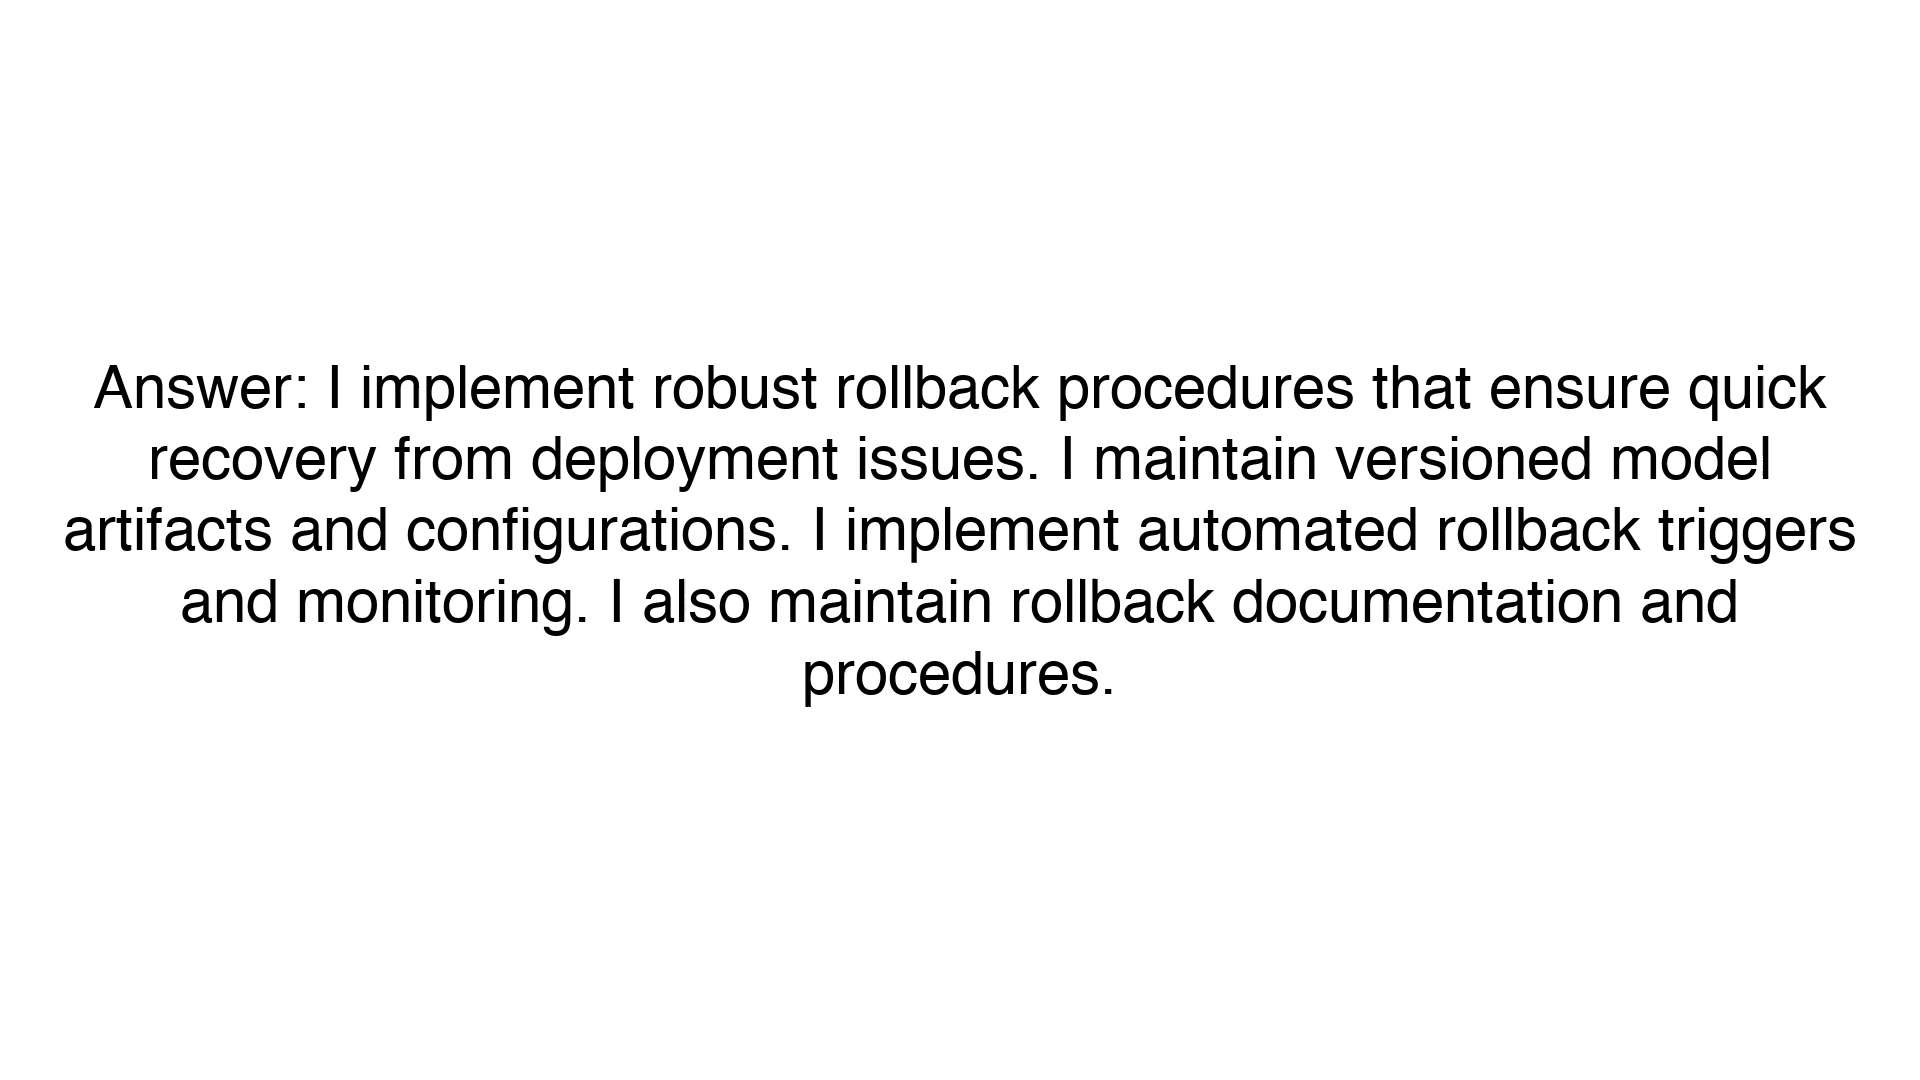 Answer: I implement robust rollback procedures that ensure quick
recovery from deployment issues. I maintain versioned model
artifacts and configurations. I implement automated rollback triggers
and monitoring. I also maintain rollback documentation and
procedures.